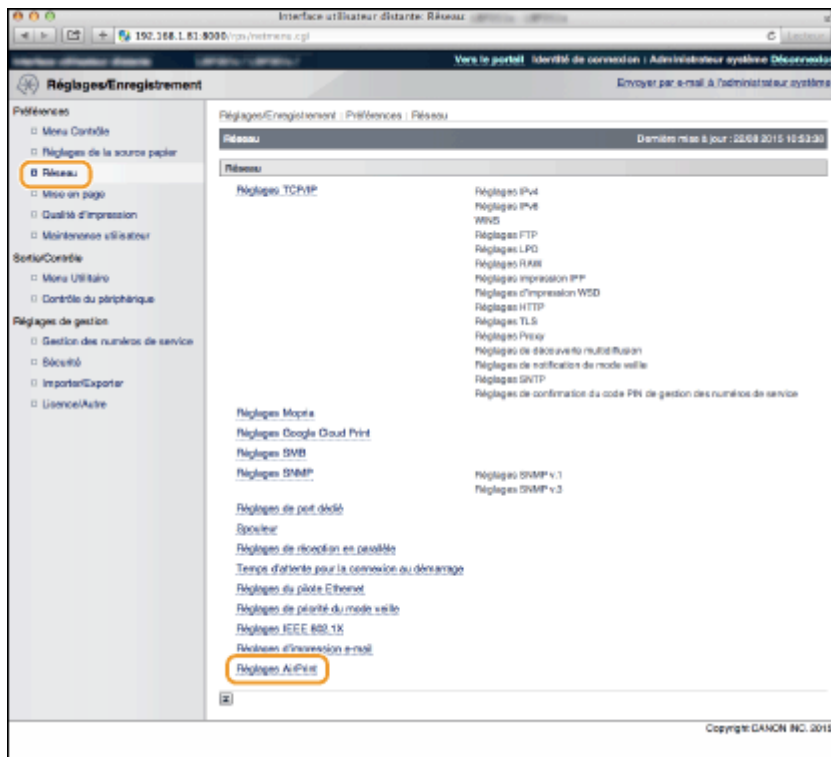 Interface utilisateur distante: Réseau:
192.168.1.81:8000/rps/netmenu.cgi
Lecteur
Interface utilisateur distante
Vers le portail Identité de connexion : Administrateur système Déconnexion
Réglages/Enregistrement
Envoyer par e-mail à l'administrateur système
Préférences
Menu Contrôle
Réglages de la source papier
Réseau
Mise en page
Qualité d'impression
Maintenance utilisateur
Sortie/Contrôle
Menu Utilitaire
Contrôle du périphérique
Réglages de gestion
Gestion des numéros de service
Sécurité
Importer/Exporter
Licence/Autre
Réglages/Enregistrement : Préférences : Réseau
Réseau
Dernière mise à jour : 22/08 2015 10:53:38
Réseau
Réglages TCP/IP
Réglages IPv4
Réglages IPv6
WINS
Réglages FTP
Réglages LPD
Réglages RAW
Réglages impression IPP
Réglages d'impression WSD
Réglages HTTP
Réglages TLS
Réglages Proxy
Réglages de découverte multidiffusion
Réglages de notification de mode veille
Réglages SNTP
Réglages de confirmation du code PIN de gestion des numéros de service
Réglages Mopria
Réglages Google Cloud Print
Réglages SMB
Réglages SNMP
Réglages SNMP v.1
Réglages SNMP v.3
Réglages de port dédié
Spouleur
Réglages de réception en parallèle
Temps d'attente pour la connexion au démarrage
Réglages du pilote Ethernet
Réglages de priorité du mode veille
Réglages IEEE 802.1X
Réglages d'impression e-mail
Réglages AirPrint
Copyright CANON INC. 2015